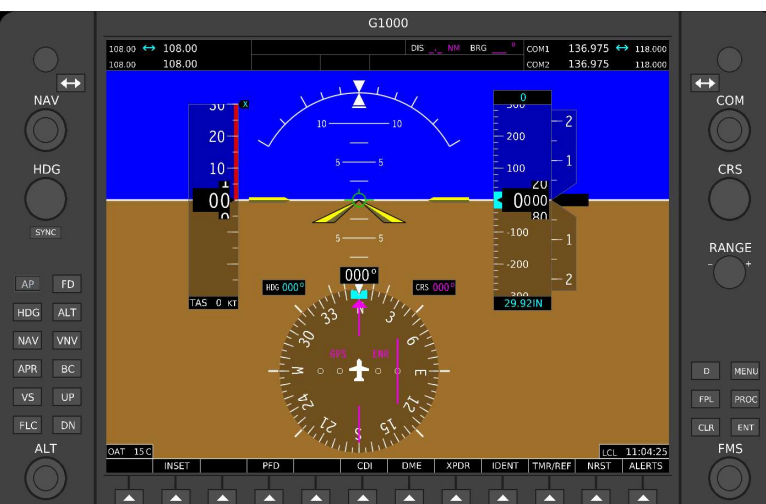 G1000
108.00 ↔ 108.00 DIS _._ NM BRG ___° COM1 136.975 ↔ 118.000
108.00 108.00 COM2 136.975 118.000
NAV
COM
HDG
CRS
SYNC
RANGE
- +
AP FD
HDG ALT
NAV VNV
APR BC
VS UP
FLC DN
ALT
D MENU
FPL PROC
CLR ENT
FMS
X
20
10
00
TAS 0 KT
10 10
5 5
5 5
0
200
100
20
0000
80
-100
-200
29.92IN
2
1
1
2
HDG 000° 000° CRS 000°
N 3 6 E 12 15 S 21 24 W 30 33
GPS ENR
OAT 15C
LCL 11:04:25
INSET PFD CDI DME XPDR IDENT TMR/REF NRST ALERTS